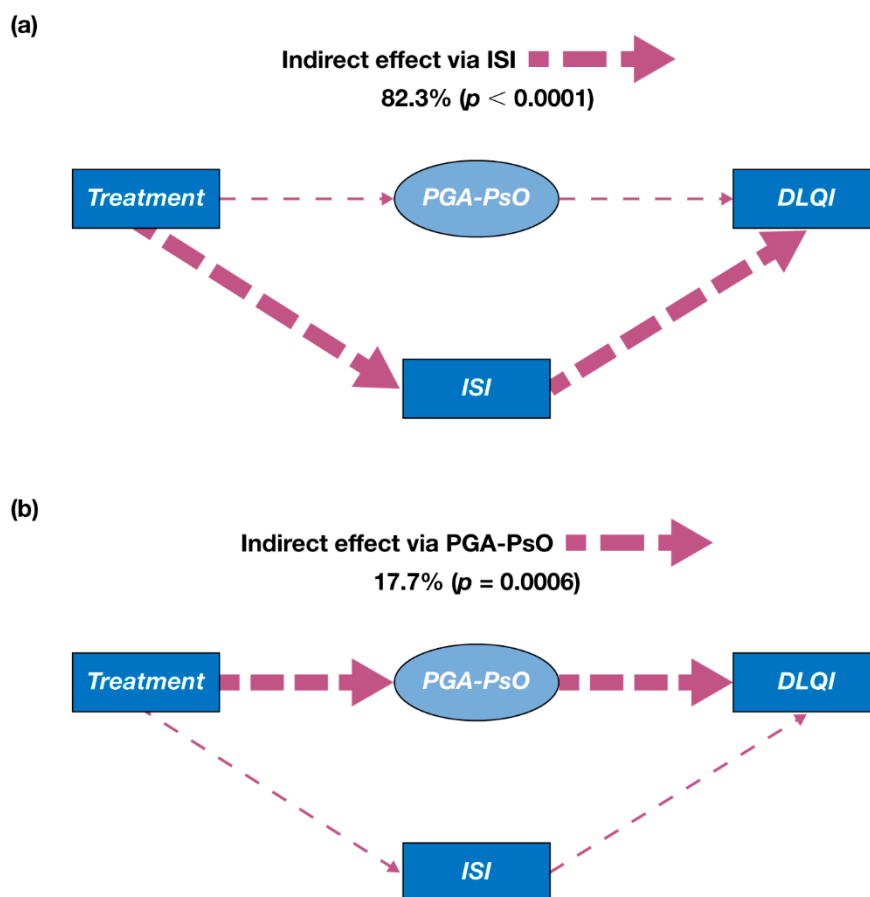 (a)
Indirect effect via ISI
82.3% (p < 0.0001)
Treatment
PGA-PsO
DLQI
ISI
(b)
Indirect effect via PGA-PsO
17.7% (p = 0.0006)
Treatment
PGA-PsO
DLQI
ISI